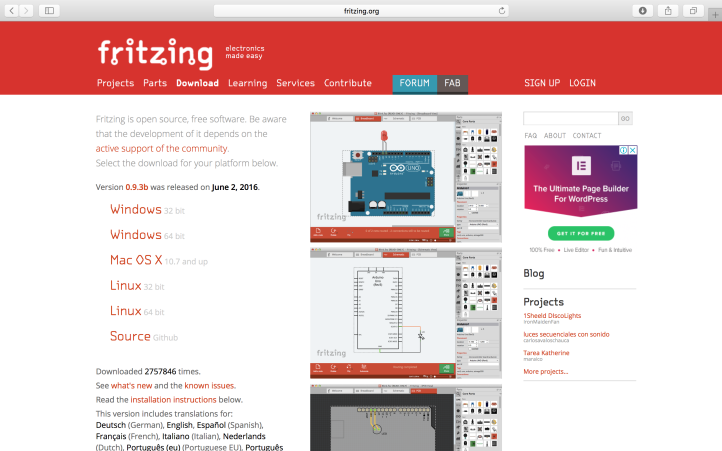 fritzing.org
fritzing
electronics
made easy
Projects Parts Download Learning Services Contribute FORUM FAB SIGN UP LOGIN
Fritzing is open source, free software. Be aware
that the development of it depends on the
active support of the community.
Select the download for your platform below.
Version 0.9.3b was released on June 2, 2016.
Windows 32 bit
Windows 64 bit
Mac OS X 10.7 and up
Linux 32 bit
Linux 64 bit
Source Github
Downloaded 2757846 times.
See what's new and the known issues.
Read the installation instructions below.
This version includes translations for:
Deutsch (German), English, Español (Spanish),
Français (French), Italiano (Italian), Nederlands
(Dutch), Português (eu) (Portuguese EU), Português
UNO
ARDUINO
fritzing
fritzing
GO
FAQ ABOUT CONTACT
The Ultimate Page Builder
For WordPress
GET IT FOR FREE
100% Free • Live Editor • Fun & Intuitive
Blog
Projects
1Sheeld DiscoLights
IronMaidenFan
luces secuenciales con sonido
carlosavalochauca
Tarea Katherine
maraico
More projects...